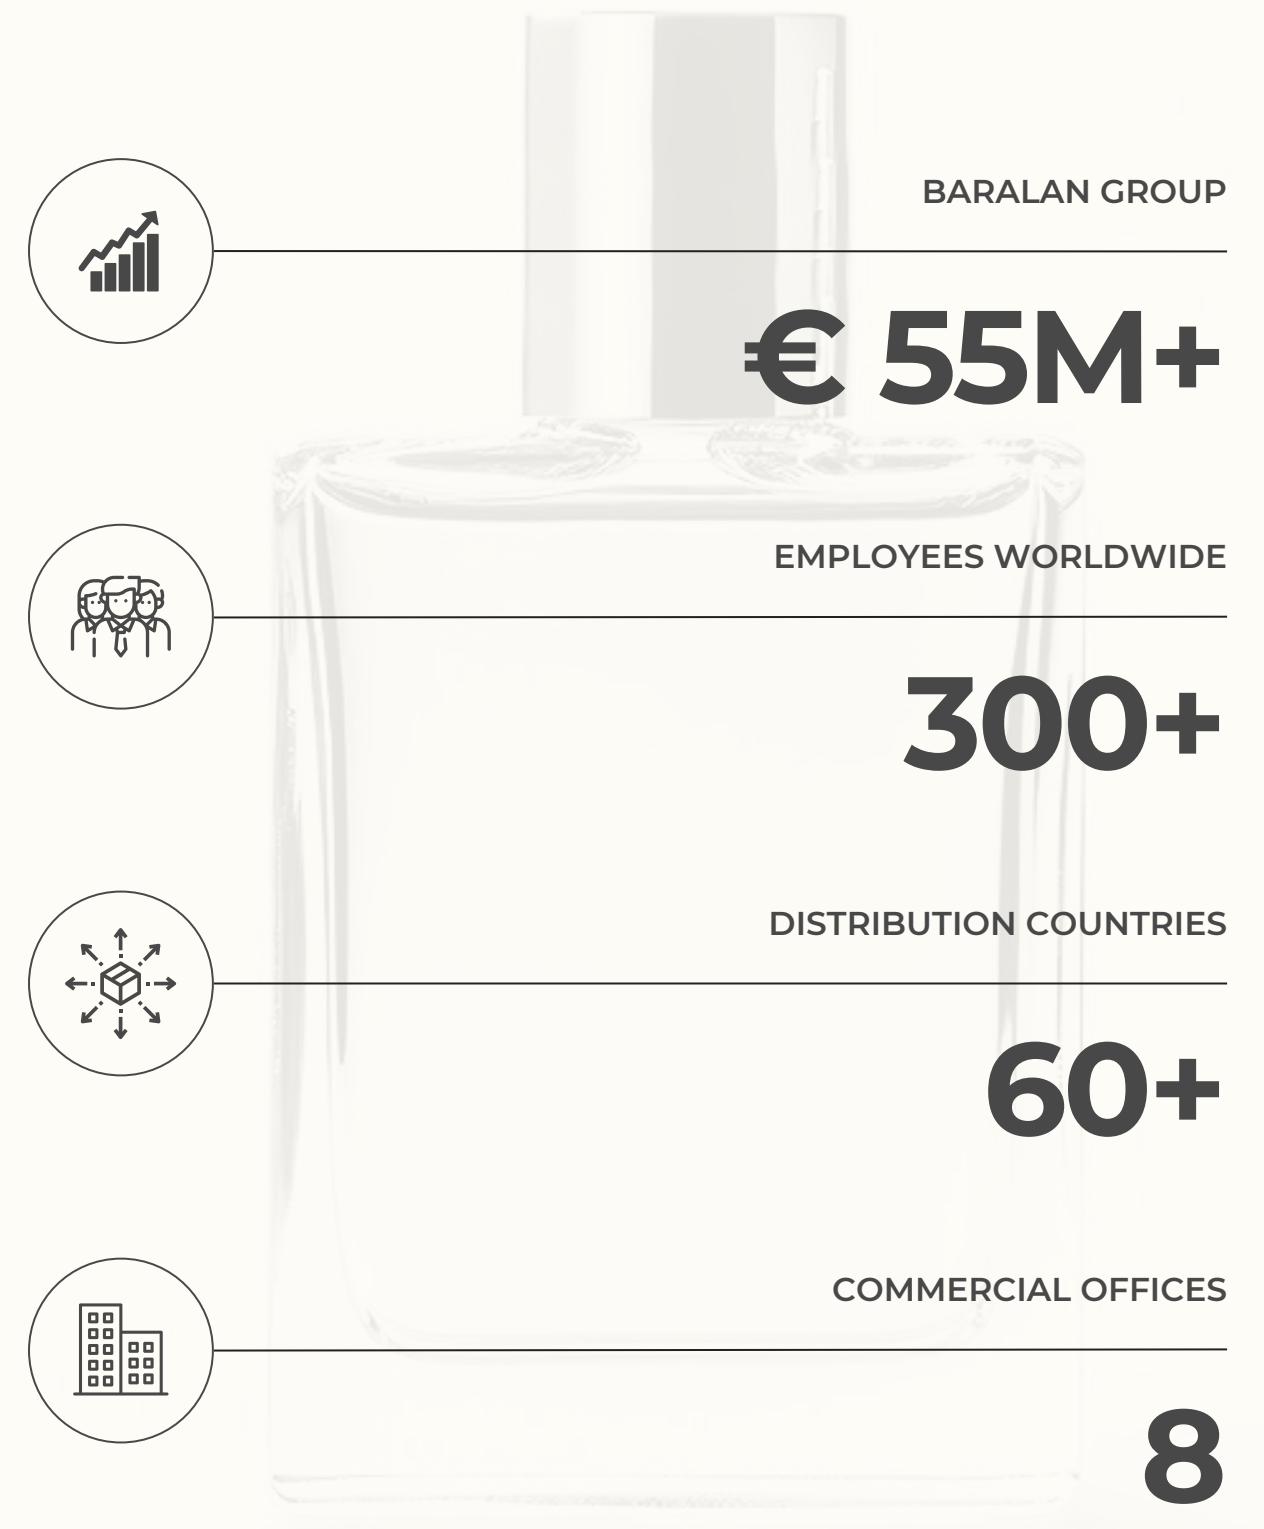 BARALAN GROUP
€ 55M+
EMPLOYEES WORLDWIDE
300+
DISTRIBUTION COUNTRIES
60+
COMMERCIAL OFFICES
8